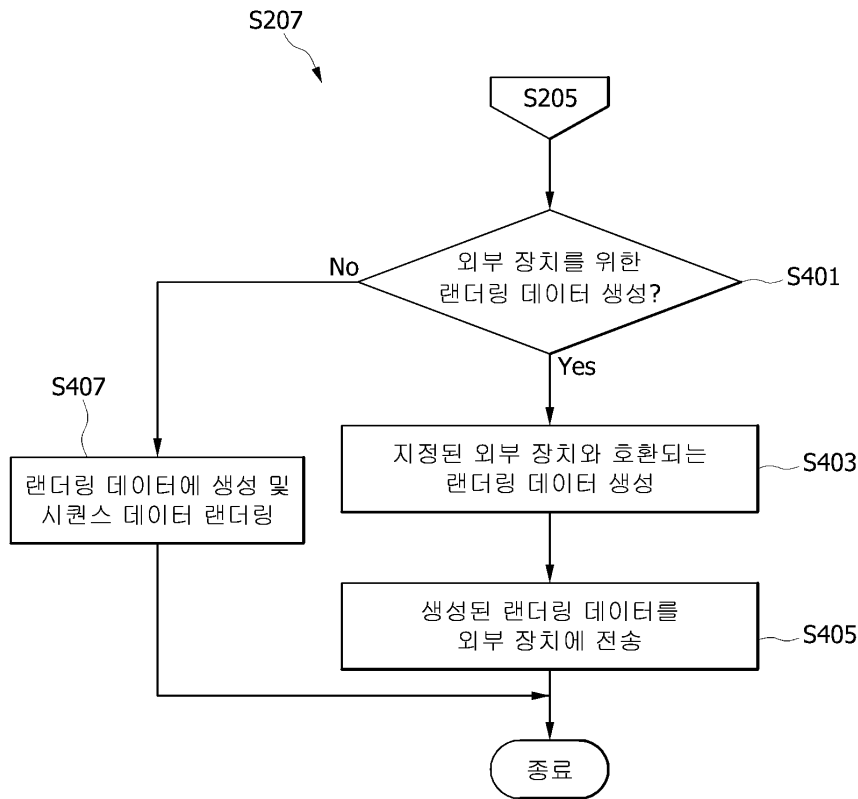 S207
S205
외부 장치를 위한
랜더링 데이터 생성?
S401
No
Yes
S407
랜더링 데이터에 생성 및
시퀀스 데이터 랜더링
지정된 외부 장치와 호환되는
랜더링 데이터 생성
S403
생성된 랜더링 데이터를
외부 장치에 전송
S405
종료